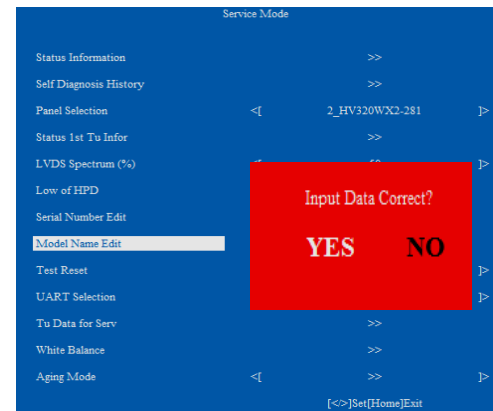 Service Mode
Status Information >>
Self Diagnosis History >>
Panel Selection <[ 2_HV320WX2-281 ]>
Status 1st Tu Infor >>
LVDS Spectrum (%) ]>
Low of HPD
Input Data Correct?
Serial Number Edit
Model Name Edit
YES NO
Test Reset ]>
UART Selection ]>
Tu Data for Serv >>
White Balance >>
Aging Mode <[ >> ]>
[</>]Set[Home]Exit